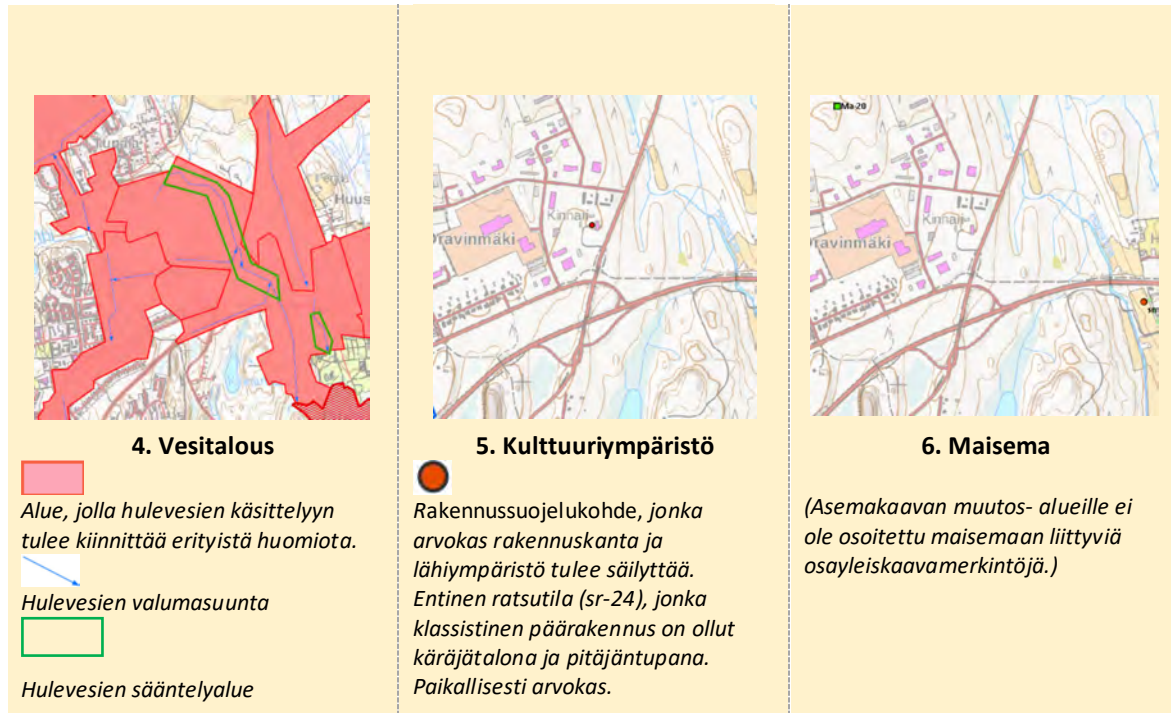 Huus
4. Vesitalous
Alue, jolla hulevesien käsittelyyn
tulee kiinnittää erityistä huomiota.
Hulevesien valumasuunta
Hulevesien sääntelyalue
Kinnari
Oravinmäki
5. Kulttuuriympäristö
Rakennussuojelukohde, jonka
arvokas rakennuskanta ja
lähiympäristö tulee säilyttää.
Entinen ratsutila (sr-24), jonka
klassistinen päärakennus on ollut
käräjätalona ja pitäjäntupana.
Paikallisesti arvokas.
Ma-20
Kinnari
ravinmäki
6. Maisema
(Asemakaavan muutos- alueille ei
ole osoitettu maisemaan liittyviä
osayleiskaavamerkintöjä.)